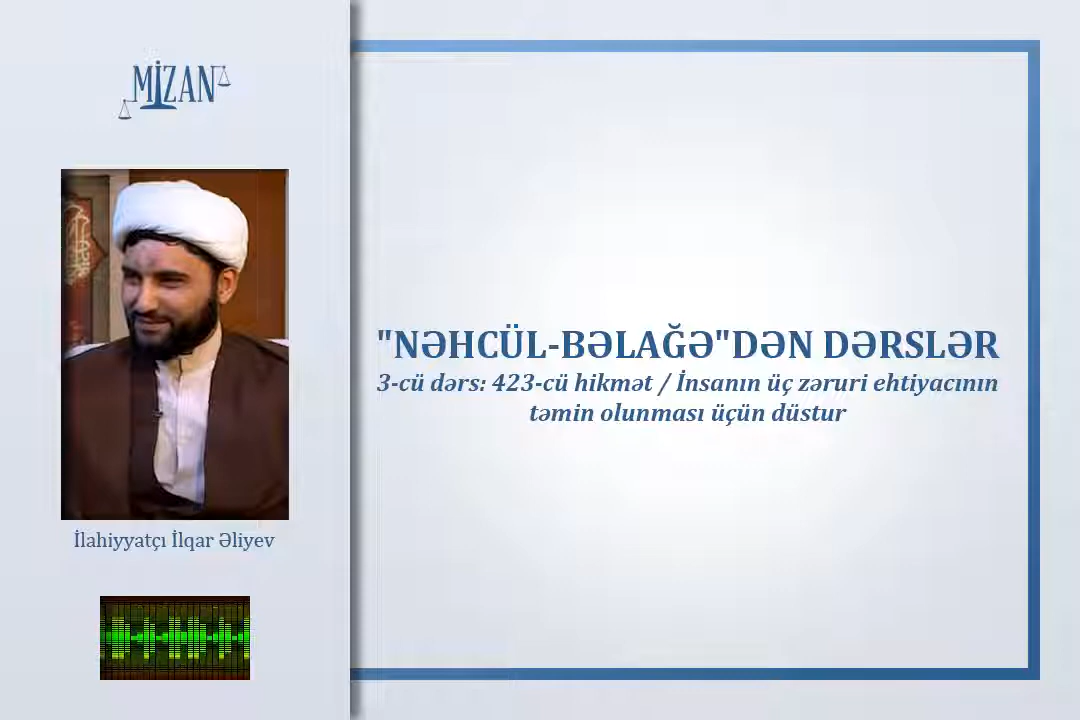 MİZAN
İlahiyyatçı İlqar Əliyev
"NƏHCÜL-BƏLAĞƏ"DƏN DƏRSLƏR
3-cü dərs: 423-cü hikmət / İnsanın üç zəruri ehtiyacının
təmin olunması üçün düstur